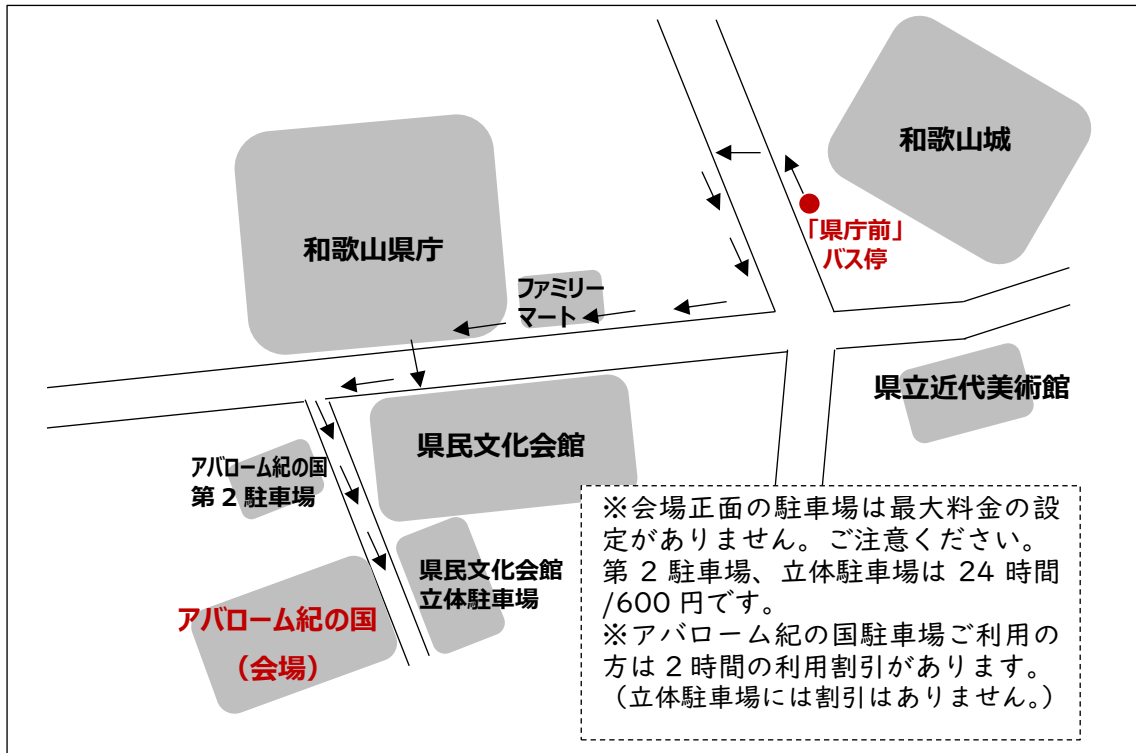 和歌山城
「県庁前」
バス停
和歌山県庁
ファミリー
マート
県立近代美術館
県民文化会館
アバローム紀の国
第2駐車場
県民文化会館
立体駐車場
アバローム紀の国
（会場）
※会場正面の駐車場は最大料金の設
定がありません。ご注意ください。
第2駐車場、立体駐車場は 24 時間
/600 円です。
※アバローム紀の国駐車場ご利用の
方は2時間の利用割引があります。
（立体駐車場には割引はありません。）